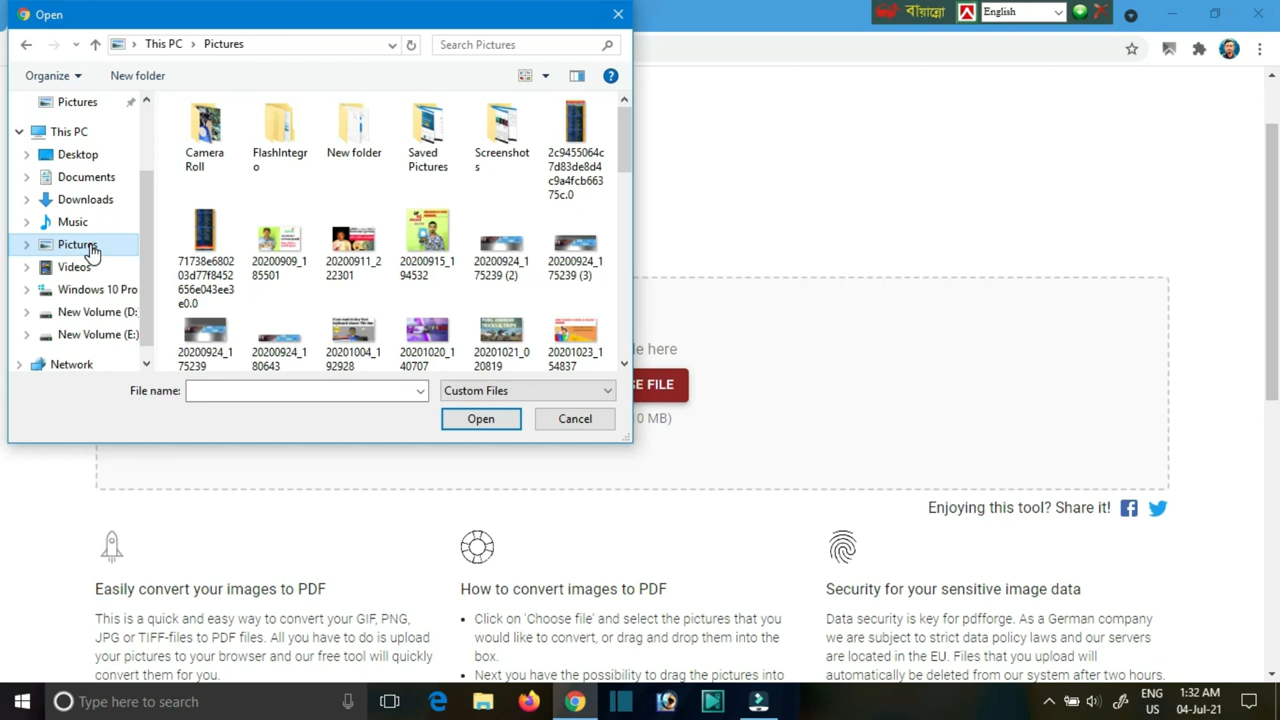 Open
বায়ান্নো
English
This PC
Pictures
Search Pictures
Organize
New folder
Pictures
This PC
Desktop
Documents
Downloads
Music
Pictures
Videos
Windows 10 Pro
New Volume (D:
New Volume (E:)
Network
Camera
Roll
FlashIntegr
o
New folder
Saved
Pictures
Screenshot
s
2c9455064c
7d83de8d4
c9a4fcb663
75c.0
71738e6802
03d77f8452
656e043ee3
e0.0
20200909_1
85501
20200911_2
22301
20200915_1
94532
20200924_1
75239 (2)
20200924_1
75239 (3)
20200924_1
75239
20200924_1
80643
20201004_1
92928
20201020_1
40707
20201021_0
20819
20201023_1
54837
File name:
Custom Files
Open
Cancel
le here
SE FILE
0 MB)
Enjoying this tool? Share it!
Easily convert your images to PDF
This is a quick and easy way to convert your GIF, PNG,
JPG or TIFF-files to PDF files. All you have to do is upload
your pictures to your browser and our free tool will quickly
convert them for you.
How to convert images to PDF
Click on 'Choose file' and select the pictures that you
would like to convert, or drag and drop them into the
box.
Next you have the possibility to drag the pictures into
Security for your sensitive image data
Data security is key for pdfforge. As a German company
we are subject to strict data policy laws and our servers
are located in the EU. Files that you upload will
automatically be deleted from our system after two hours.
Type here to search
ENG
US
1:32 AM
04-Jul-21